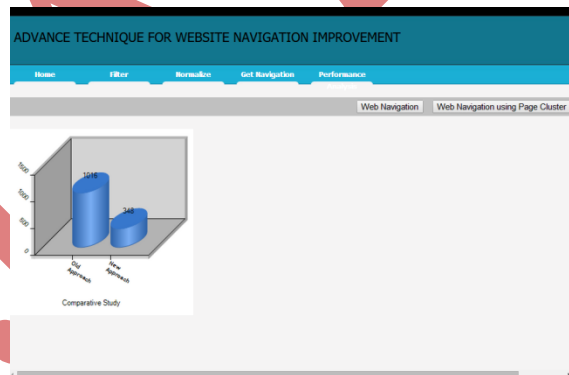 ADVANCE TECHNIQUE FOR WEBSITE NAVIGATION IMPROVEMENT
Home Filter Normalize Get Navigation Performance
Web Navigation Web Navigation using Page Cluster
1500
1000
500
0
1016
348
Old Approach
New Approach
Comparative Study